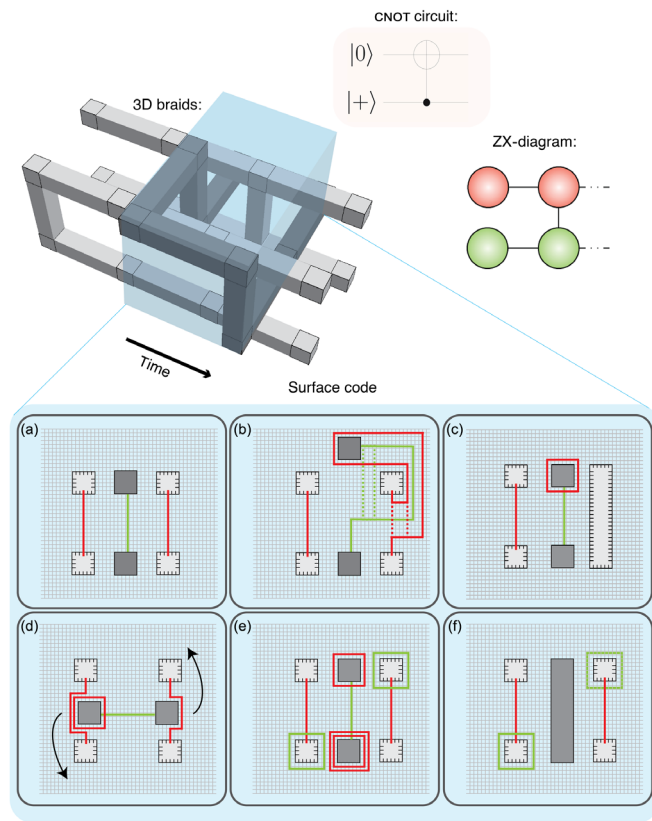 CNOT circuit:
|0⟩
|+⟩
3D braids:
ZX-diagram:
Time
Surface code
(a)
(b)
(c)
(d)
(e)
(f)